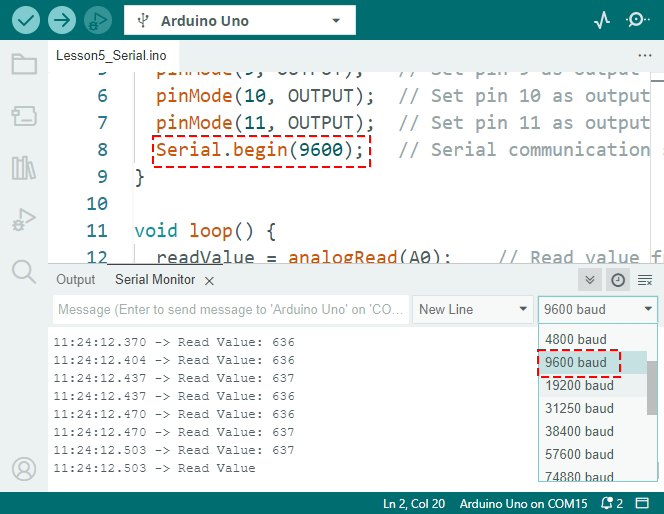 Arduino Uno
Lesson5_Serial.ino
5 pinMode(9, OUTPUT); // Set pin 9 as output
6 pinMode(10, OUTPUT); // Set pin 10 as output
7 pinMode(11, OUTPUT); // Set pin 11 as output
8 Serial.begin(9600); // Serial communication
9 }
10
11 void loop() {
12 readValue = analogRead(A0); // Read value
Output Serial Monitor
Message (Enter to send message to 'Arduino Uno' on 'CO... New Line 9600 baud
11:24:12.370 -> Read Value: 636
11:24:12.404 -> Read Value: 636
11:24:12.437 -> Read Value: 637
11:24:12.437 -> Read Value: 636
11:24:12.470 -> Read Value: 636
11:24:12.470 -> Read Value: 637
11:24:12.503 -> Read Value: 637
11:24:12.503 -> Read Value
4800 baud
9600 baud
19200 baud
31250 baud
38400 baud
57600 baud
74880 baud
Ln 2, Col 20 Arduino Uno on COM15 2